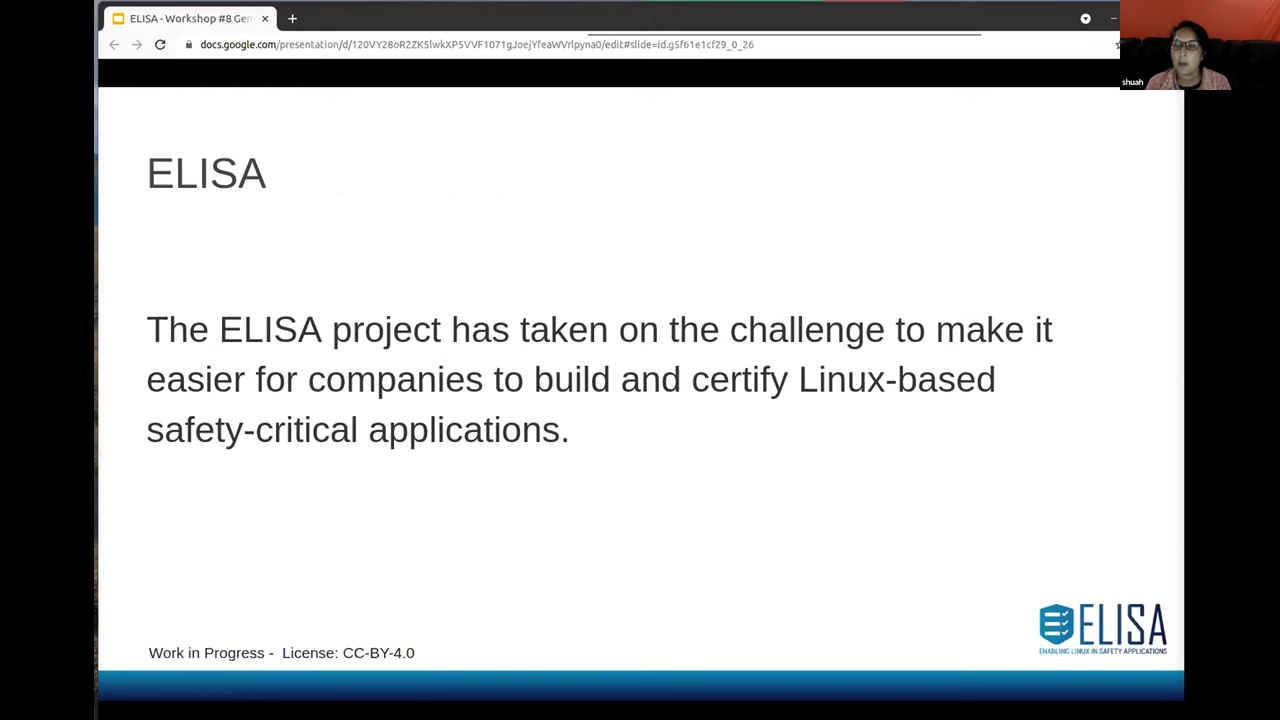 ELISA - Workshop #8 Gen
docs.google.com/presentation/d/120VY28oR2ZK5lwkXP5VVF1071gJoejYfeaWVrlpyna0/edit#slide=id.g5f61e1cf29_0_26
shuah
ELISA
The ELISA project has taken on the challenge to make it
easier for companies to build and certify Linux-based
safety-critical applications.
ELISA
ENABLING LINUX IN SAFETY APPLICATIONS
Work in Progress - License: CC-BY-4.0